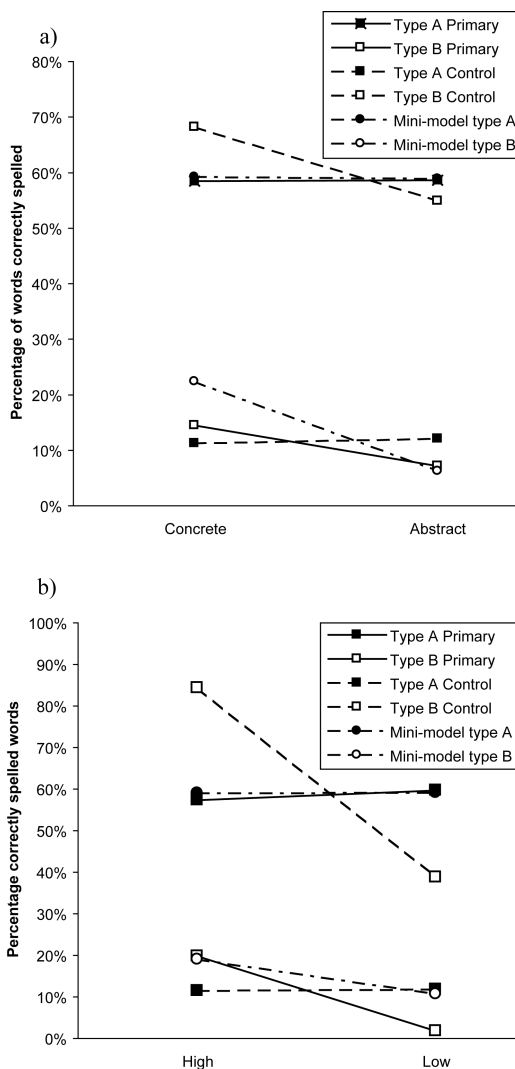 a)
Type A Primary
Type B Primary
Type A Control
Type B Control
Mini-model type A
Mini-model type B
Percentage of words correctly spelled
80%
70%
60%
50%
40%
30%
20%
10%
0%
Concrete
Abstract
b)
Type A Primary
Type B Primary
Type A Control
Type B Control
Mini-model type A
Mini-model type B
Percentage correctly spelled words
100%
90%
80%
70%
60%
50%
40%
30%
20%
10%
0%
High
Low